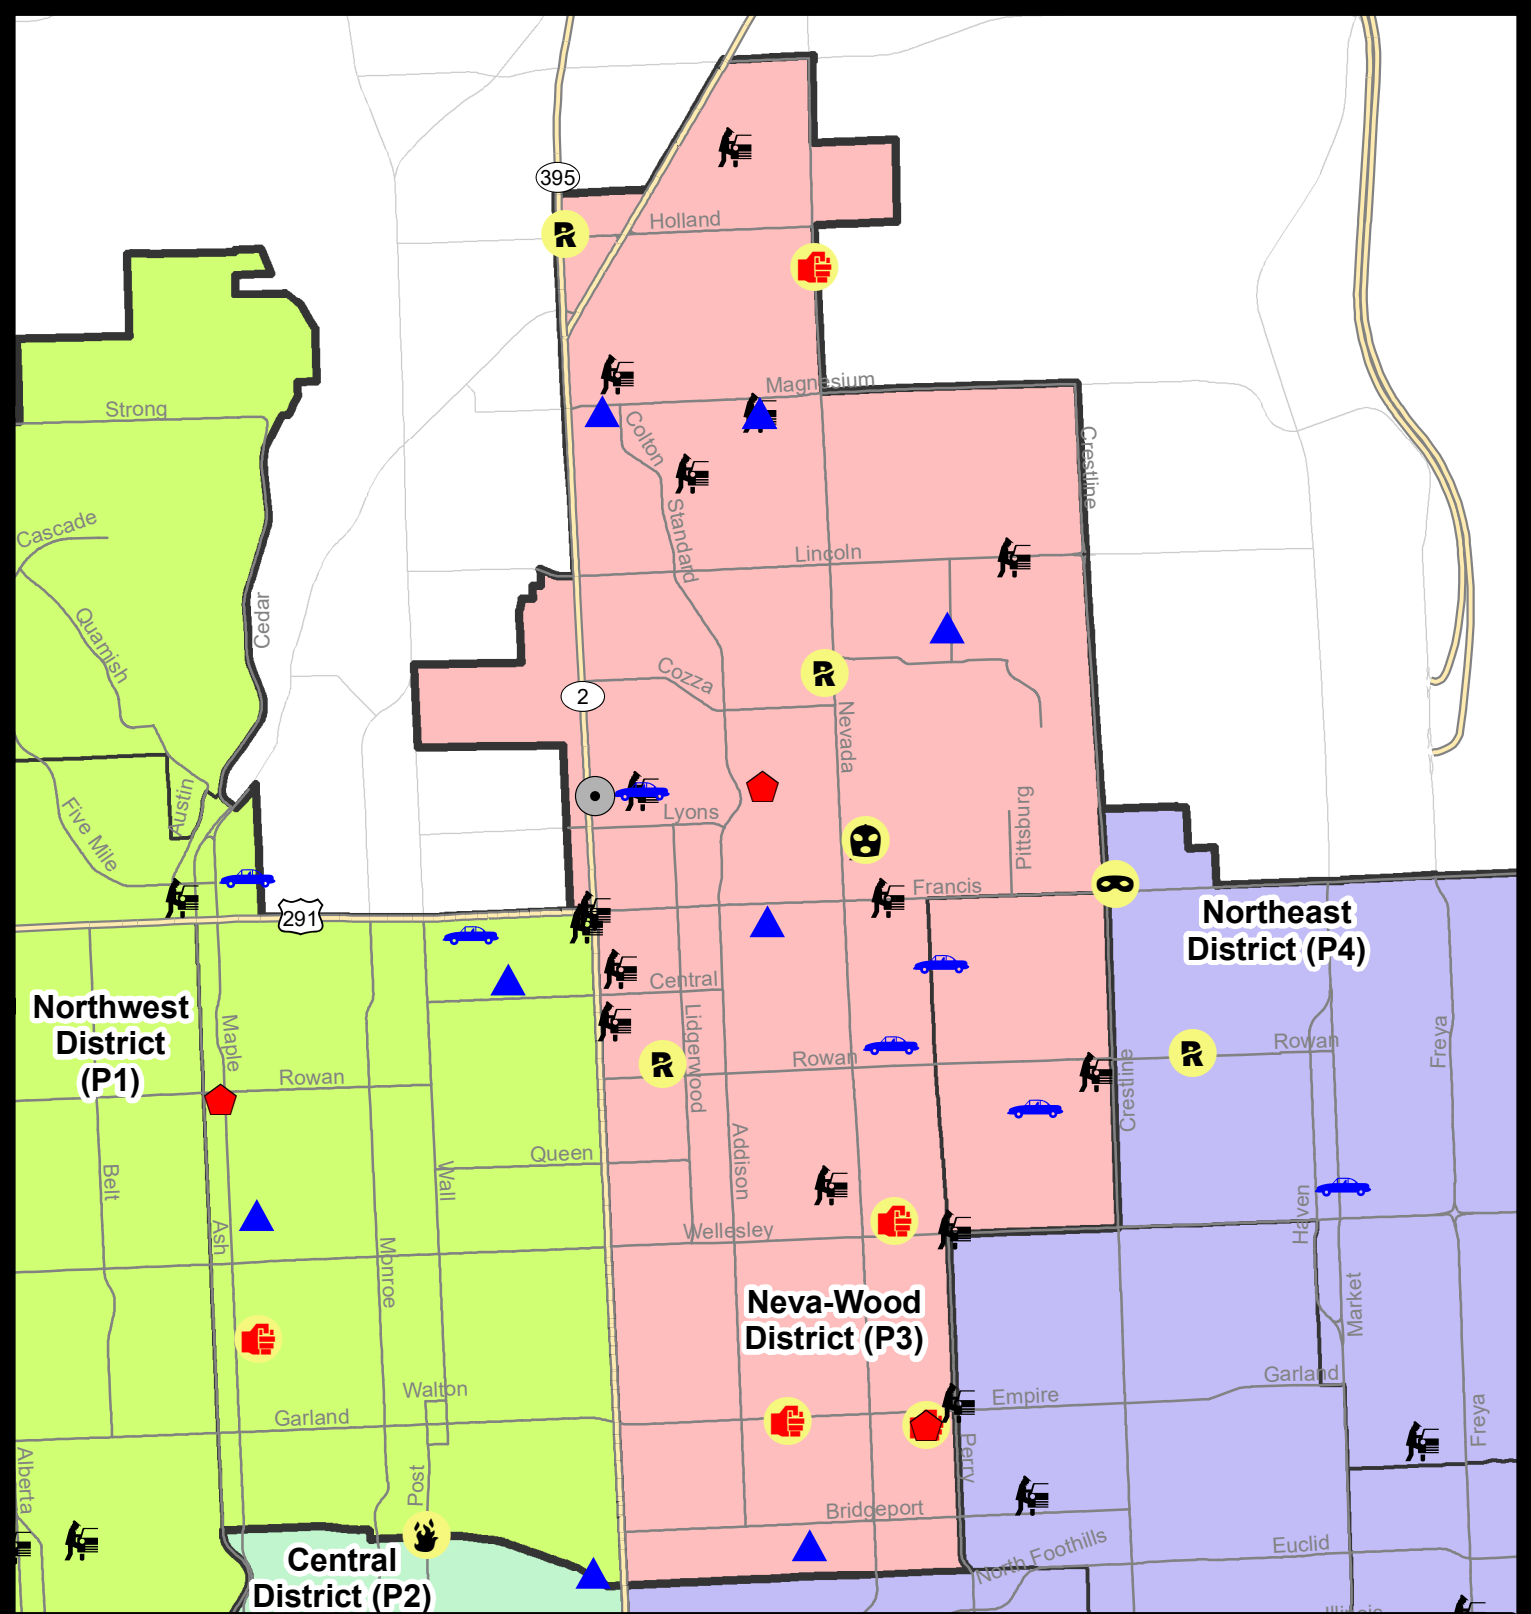 395
Holland
R
Magnesium
Strong
Colton
Crestline
Cascade
Standard
Lincoln
Cedar
Quamish
Cozza
R
2
Nevada
Austin
Five Mile
Lyons
Pittsburg
Francis
291
Northeast
District (P4)
Central
Northwest
District
(P1)
Maple
Lidgerwood
Freya
Rowan
Rowan
Rowan
R
R
Crestline
Addison
Queen
Belt
Wall
Ash
Haven
Wellesley
Monroe
Market
Neva-Wood
District (P3)
Garland
Walton
Empire
Garland
Freya
Perry
Alberta
Post
Bridgeport
North Foothills
Euclid
Central
District (P2)